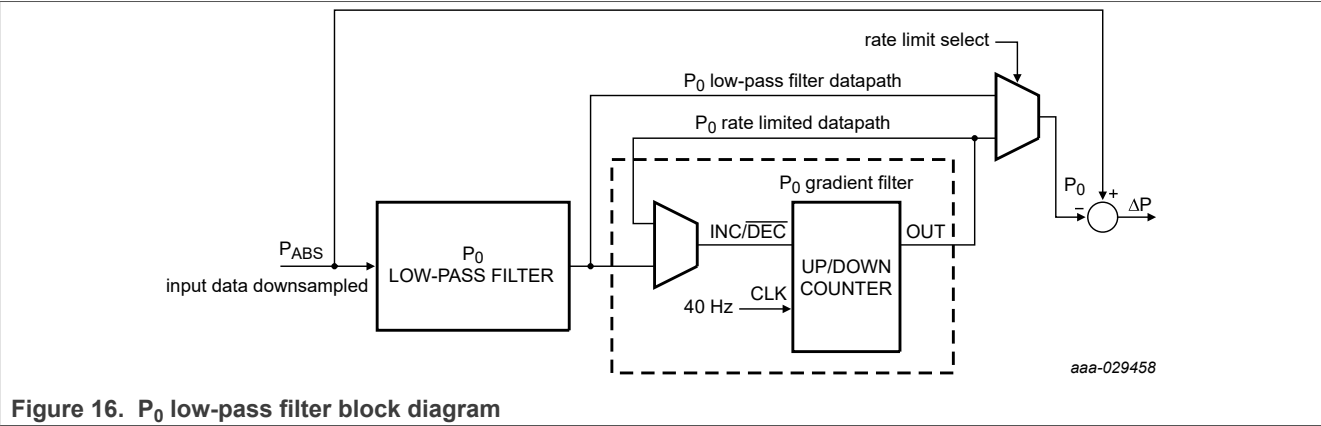 rate limit select
P0 low-pass filter datapath
P0 rate limited datapath
P0 gradient filter
P0
+
−
ΔP
PABS
input data downsampled
P0
LOW-PASS FILTER
INC/DEC
OUT
UP/DOWN
COUNTER
CLK
40 Hz
aaa-029458
Figure 16. P0 low-pass filter block diagram